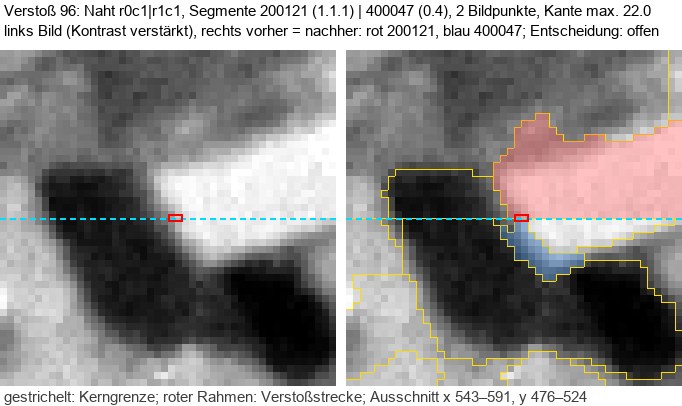 Verstoß 96: Naht r0c1|r1c1, Segmente 200121 (1.1.1) | 400047 (0.4), 2 Bildpunkte, Kante max. 22.0
links Bild (Kontrast verstärkt), rechts vorher = nachher: rot 200121, blau 400047; Entscheidung: offen
gestrichelt: Kerngrenze; roter Rahmen: Verstoßstrecke; Ausschnitt x 543–591, y 476–524